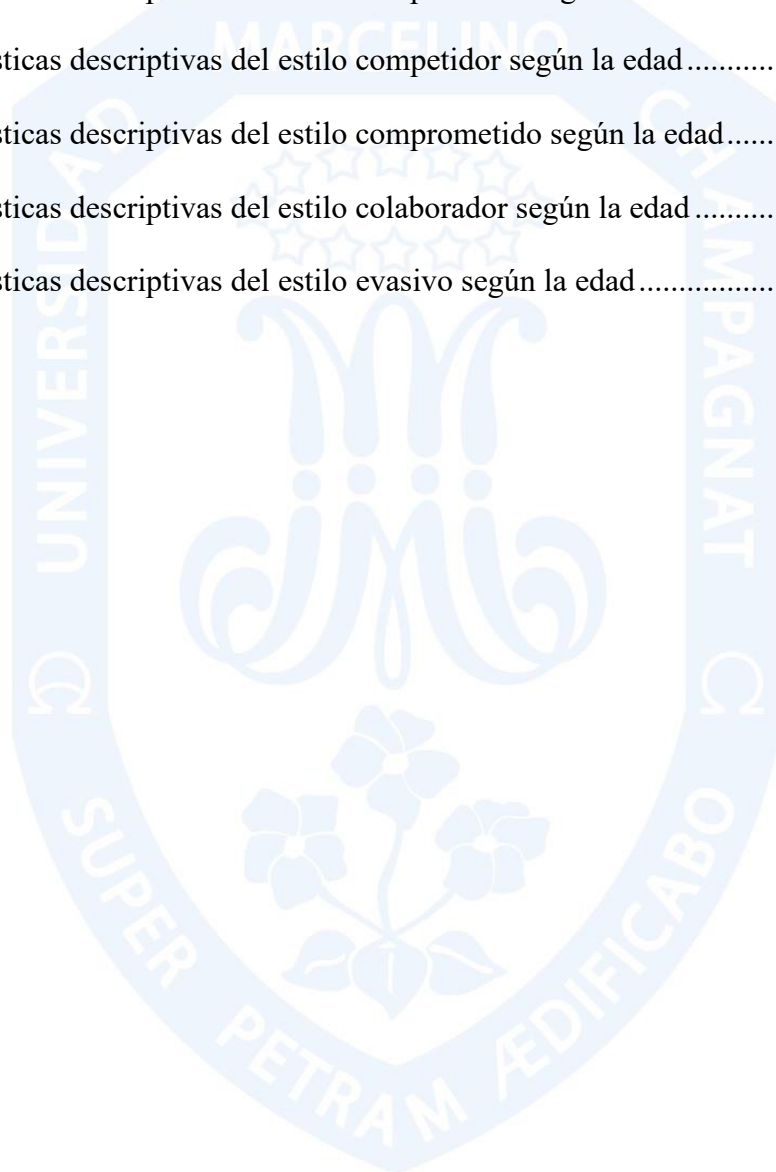 sticas descriptivas del estilo competidor según la edad...........
sticas descriptivas del estilo comprometido según la edad......
sticas descriptivas del estilo colaborador según la edad..........
sticas descriptivas del estilo evasivo según la edad.................
UNIVERSIDAD
MARCELINO
CHAMPAGNAT
SUPER PETRAM ÆDIFICABO